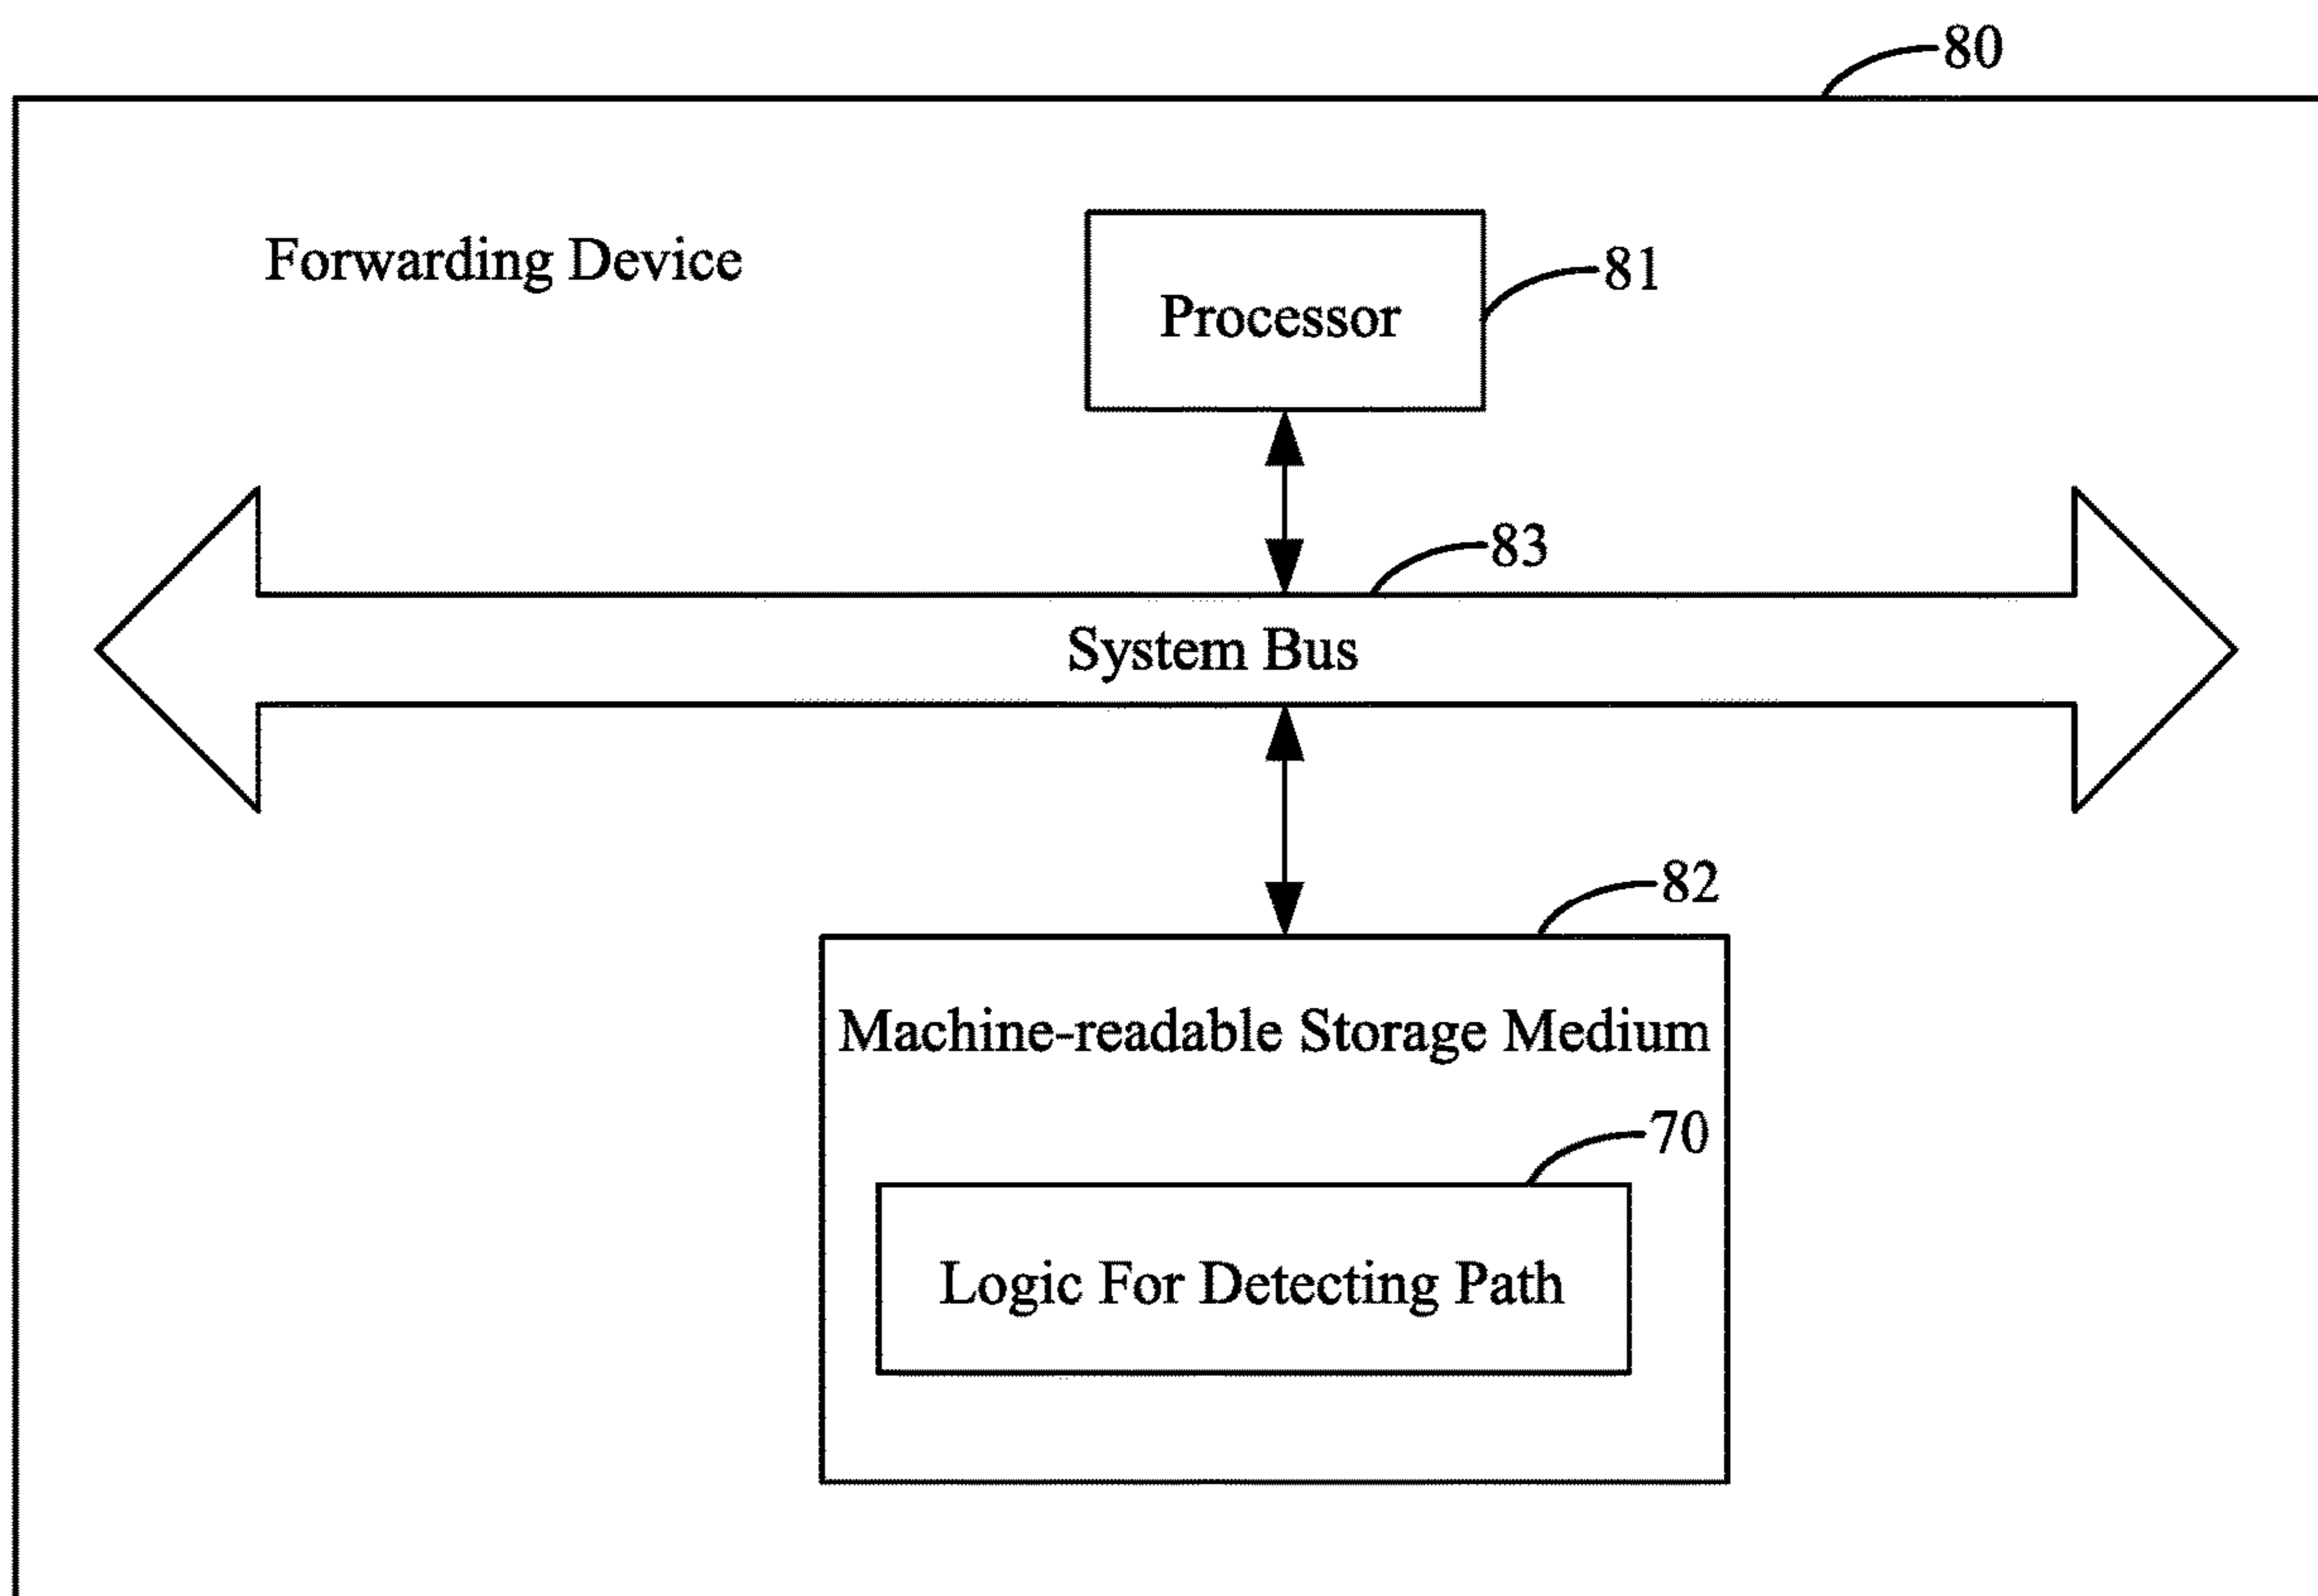 80
Forwarding Device
Processor
81
83
System Bus
82
Machine-readable Storage Medium
70
Logic For Detecting Path